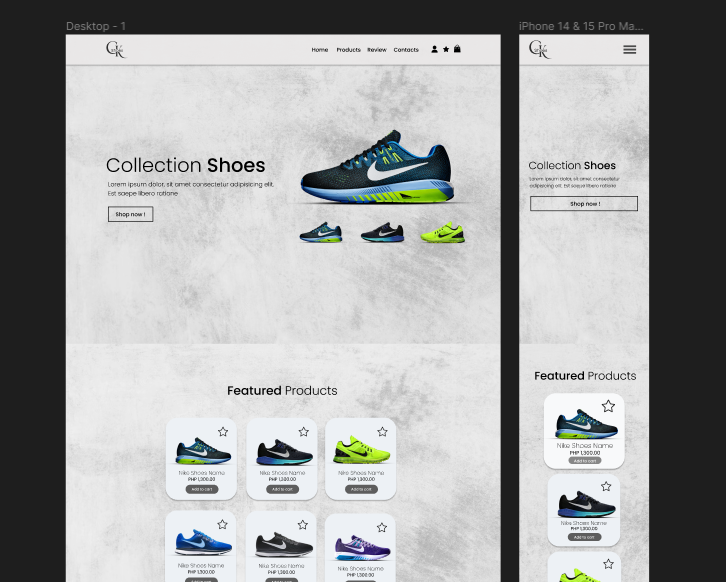 Desktop - 1
Home Products Review Contacts
Collection Shoes
Lorem ipsum dolor, sit amet consectetur adipisicing elit.
Est saepe libero ratione
Shop now !
Featured Products
Nike Shoes Name
PHP 1,300.00
Add to cart
Nike Shoes Name
PHP 1,300.00
Add to cart
Nike Shoes Name
PHP 1,300.00
Add to cart
Nike Shoes Name
PHP 1,300.00
Nike Shoes Name
PHP 1,300.00
Nike Shoes Name
PHP 1,300.00
iPhone 14 & 15 Pro Ma...
Collection Shoes
Lorem ipsum dolor, sit amet consectetur
adipisicing elit. Est saepe libero ratione
Shop now !
Featured Products
Nike Shoes Name
PHP 1,300.00
Add to cart
Nike Shoes Name
PHP 1,300.00
Add to cart